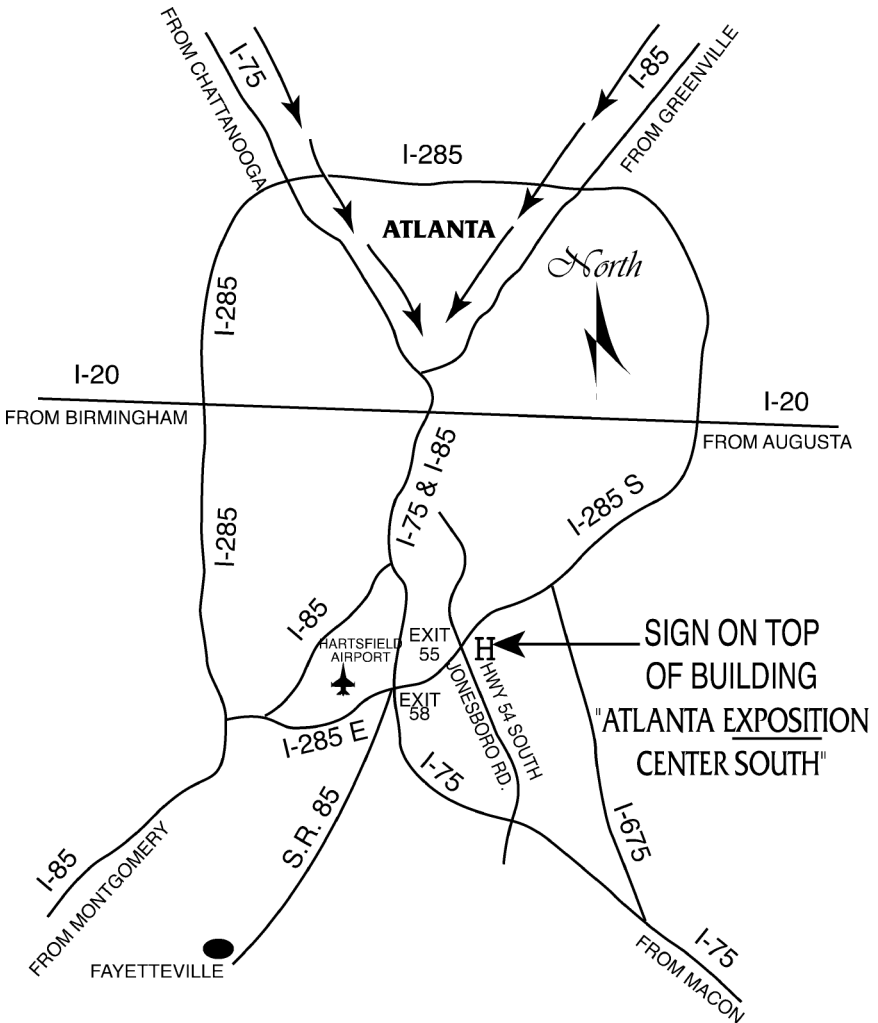 FROM CHATTANOOGA
I-75
I-85
FROM GREENVILLE
I-285
ATLANTA
North
I-285
I-20
FROM BIRMINGHAM
I-20
FROM AUGUSTA
I-75 & I-85
I-285 S
I-285
I-85
HARTSFIELD
AIRPORT
EXIT
55
H
SIGN ON TOP
OF BUILDING
"ATLANTA EXPOSITION
CENTER SOUTH"
HWY 54 SOUTH
JONESBORO RD.
EXIT
58
I-285 E
I-75
S.R. 85
I-675
I-85
FROM MONTGOMERY
FAYETTEVILLE
I-75
FROM MACON